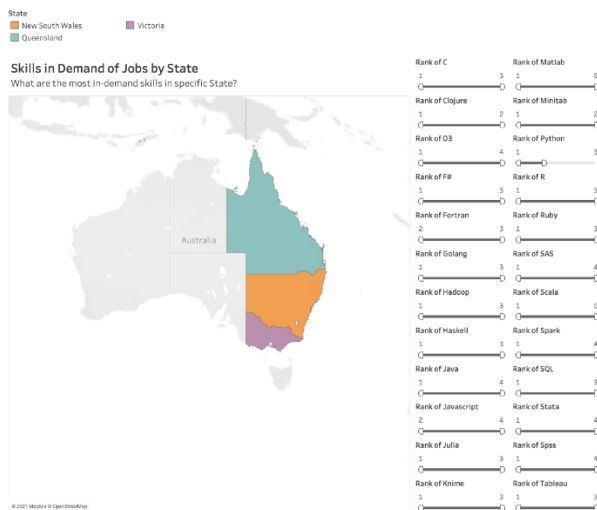 State
New South Wales
Victoria
Queensland
Skills in Demand of Jobs by State
What are the most in-demand skills in specific State?
Australia
© 2021 Mapbox © OpenStreetMap
Rank of C
1 3
Rank of Matlab
1 5
Rank of Clojure
1 2
Rank of Minitab
1 2
Rank of D3
1 4
Rank of Python
1 3
Rank of F#
1 3
Rank of R
1 3
Rank of Fortran
2 3
Rank of Ruby
1 3
Rank of Golang
1 3
Rank of SAS
1 4
Rank of Hadoop
1 3
Rank of Scala
1 5
Rank of Haskell
1 3
Rank of Spark
1 4
Rank of Java
1 4
Rank of SQL
1 3
Rank of Javascript
2 4
Rank of Stata
1 4
Rank of Julia
1 3
Rank of Spss
1 4
Rank of Knime
1 3
Rank of Tableau
1 3